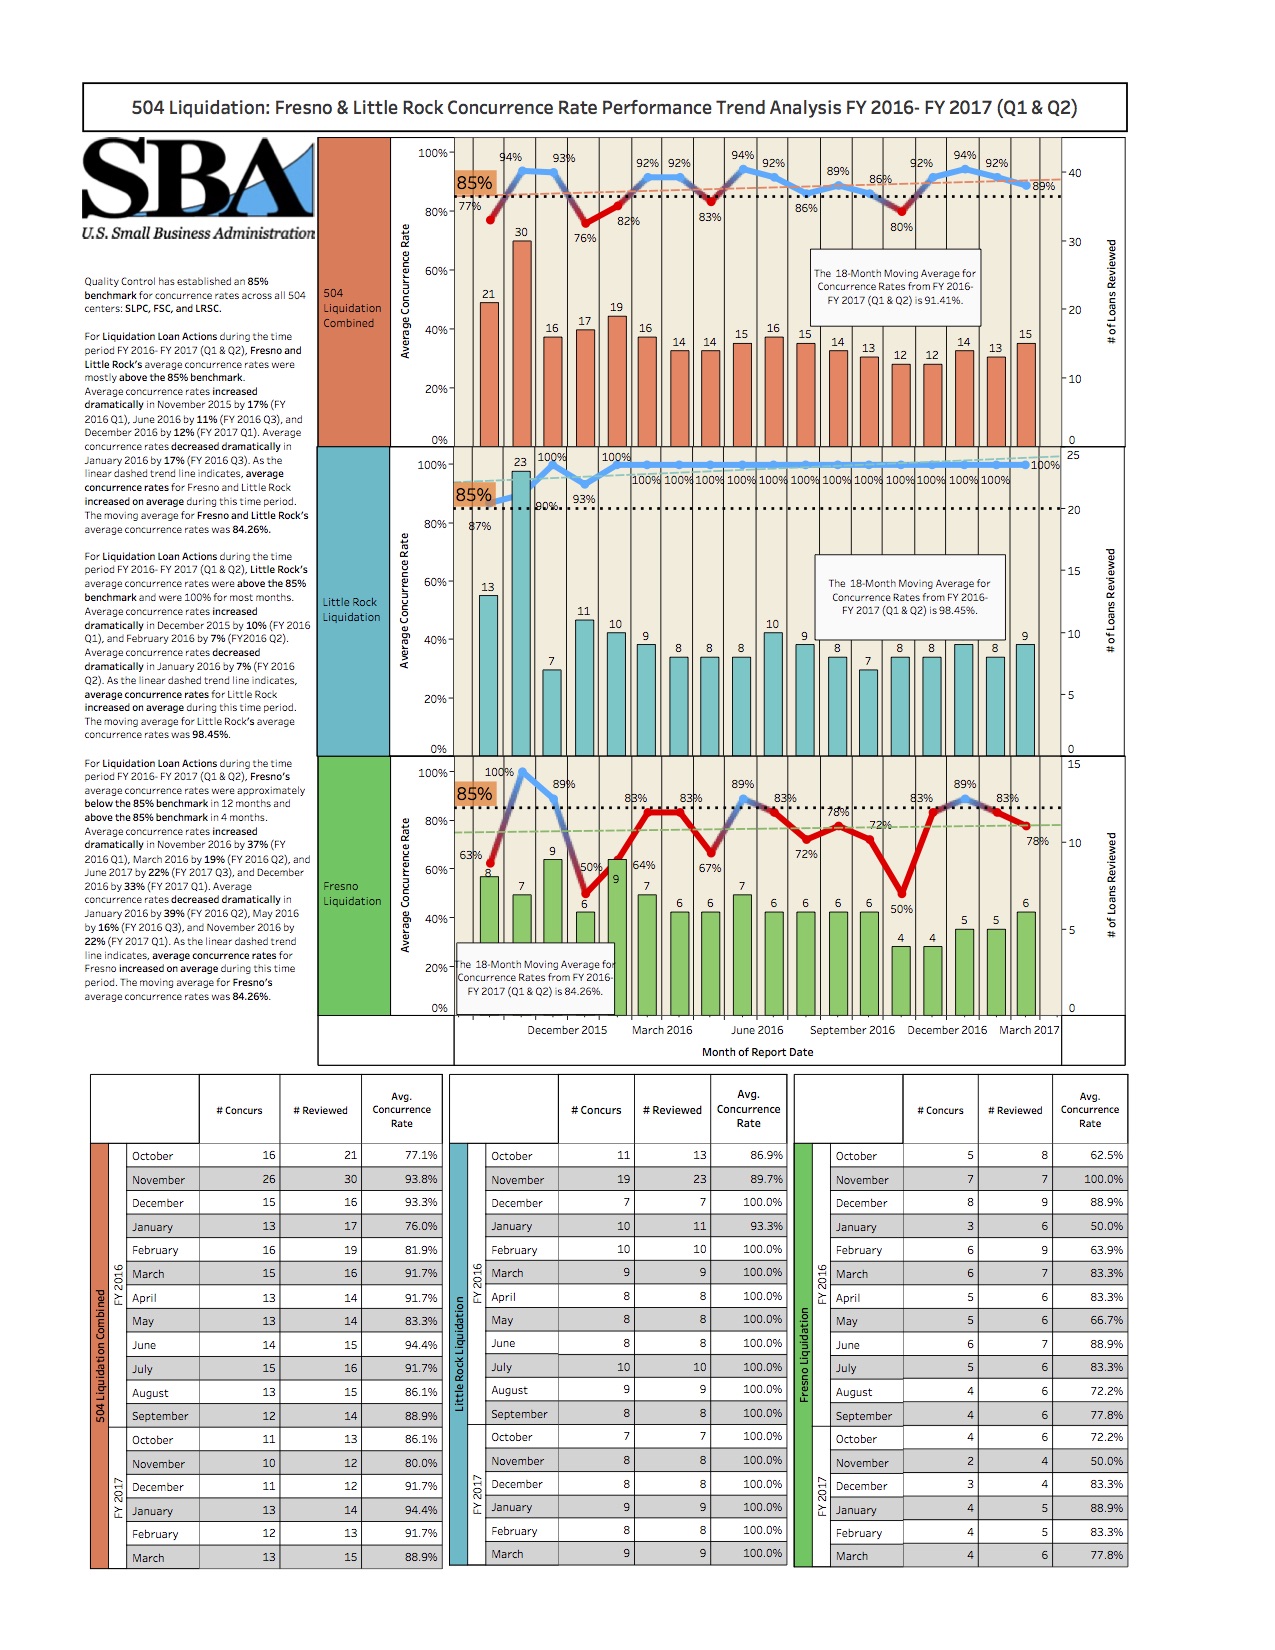 504 Liquidation: Fresno & Little Rock Concurrence Rate Performance Trend Analysis FY 2016- FY 2017 (Q1 & Q2)
SBA
U.S. Small Business Administration
Quality Control has established an 85%
benchmark for concurrence rates across all 504
centers: SLPC, FSC, and LRSC.
For Liquidation Loan Actions during the time
period FY 2016- FY 2017 (Q1 & Q2), Fresno and
Little Rock's average concurrence rates were
mostly above the 85% benchmark.
Average concurrence rates increased
dramatically in November 2015 by 17% (FY
2016 Q1), June 2016 by 11% (FY 2016 Q3), and
December 2016 by 12% (FY 2017 Q1). Average
concurrence rates decreased dramatically in
January 2016 by 17% (FY 2016 Q3). As the
linear dashed trend line indicates, average
concurrence rates for Fresno and Little Rock
increased on average during this time period.
The moving average for Fresno and Little Rock's
average concurrence rates was 84.26%.
For Liquidation Loan Actions during the time
period FY 2016- FY 2017 (Q1 & Q2), Little Rock's
average concurrence rates were above the 85%
benchmark and were 100% for most months.
Average concurrence rates increased
dramatically in December 2015 by 10% (FY 2016
Q1), and February 2016 by 7% (FY2016 Q2).
Average concurrence rates decreased
dramatically in January 2016 by 7% (FY 2016
Q2). As the linear dashed trend line indicates,
average concurrence rates for Little Rock
increased on average during this time period.
The moving average for Little Rock's average
concurrence rates was 98.45%.
For Liquidation Loan Actions during the time
period FY 2016- FY 2017 (Q1 & Q2), Fresno's
average concurrence rates were approximately
below the 85% benchmark in 12 months and
above the 85% benchmark in 4 months.
Average concurrence rates increased
dramatically in November 2016 by 37% (FY
2016 Q1), March 2016 by 19% (FY 2016 Q2), and
June 2017 by 22% (FY 2017 Q3), and December
2016 by 33% (FY 2017 Q1). Average
concurrence rates decreased dramatically in
January 2016 by 39% (FY 2016 Q2), May 2016
by 16% (FY 2016 Q3), and November 2016 by
22% (FY 2017 Q1). As the linear dashed trend
line indicates, average concurrence rates for
Fresno increased on average during this time
period. The moving average for Fresno's
average concurrence rates was 84.26%.
504
Liquidation
Combined
Average Concurrence Rate
100%
80%
60%
40%
20%
0%
85%
77% 94% 93% 76% 82% 92% 92% 83% 94% 92% 86% 89% 86% 80% 92% 94% 92% 89%
21 30 16 17 19 16 14 14 15 16 15 14 13 12 12 14 13 15
The 18-Month Moving Average for
Concurrence Rates from FY 2016-
FY 2017 (Q1 & Q2) is 91.41%.
40
30
20
10
0
# of Loans Reviewed
Little Rock
Liquidation
Average Concurrence Rate
100%
80%
60%
40%
20%
0%
85%
87% 90% 100% 93% 100% 100% 100% 100% 100% 100% 100% 100% 100% 100% 100% 100% 100% 100%
13 23 7 11 10 9 8 8 8 10 9 8 7 8 8 8 9
The 18-Month Moving Average for
Concurrence Rates from FY 2016-
FY 2017 (Q1 & Q2) is 98.45%.
25
20
15
10
5
0
# of Loans Reviewed
Fresno
Liquidation
Average Concurrence Rate
100%
80%
60%
40%
20%
0%
85%
63% 100% 89% 50% 64% 83% 83% 67% 89% 83% 72% 78% 72% 50% 83% 89% 83% 78%
8 7 9 6 9 7 6 6 7 6 6 6 6 4 4 5 5 6
The 18-Month Moving Average for
Concurrence Rates from FY 2016-
FY 2017 (Q1 & Q2) is 84.26%.
15
10
5
0
# of Loans Reviewed
December 2015 March 2016 June 2016 September 2016 December 2016 March 2017
Month of Report Date
504 Liquidation Combined
FY 2016
FY 2017
# Concurs # Reviewed Avg. Concurrence Rate
October 16 21 77.1%
November 26 30 93.8%
December 15 16 93.3%
January 13 17 76.0%
February 16 19 81.9%
March 15 16 91.7%
April 13 14 91.7%
May 13 14 83.3%
June 14 15 94.4%
July 15 16 91.7%
August 13 15 86.1%
September 12 14 88.9%
October 11 13 86.1%
November 10 12 80.0%
December 11 12 91.7%
January 13 14 94.4%
February 12 13 91.7%
March 13 15 88.9%
Little Rock Liquidation
FY 2016
FY 2017
# Concurs # Reviewed Avg. Concurrence Rate
October 11 13 86.9%
November 19 23 89.7%
December 7 7 100.0%
January 10 11 93.3%
February 10 10 100.0%
March 9 9 100.0%
April 8 8 100.0%
May 8 8 100.0%
June 8 8 100.0%
July 10 10 100.0%
August 9 9 100.0%
September 8 8 100.0%
October 7 7 100.0%
November 8 8 100.0%
December 8 8 100.0%
January 9 9 100.0%
February 8 8 100.0%
March 9 9 100.0%
Fresno Liquidation
FY 2016
FY 2017
# Concurs # Reviewed Avg. Concurrence Rate
October 5 8 62.5%
November 7 7 100.0%
December 8 9 88.9%
January 3 6 50.0%
February 6 9 63.9%
March 6 7 83.3%
April 5 6 83.3%
May 5 6 66.7%
June 6 7 88.9%
July 5 6 83.3%
August 4 6 72.2%
September 4 6 77.8%
October 4 6 72.2%
November 2 4 50.0%
December 3 4 83.3%
January 4 5 88.9%
February 4 5 83.3%
March 4 6 77.8%